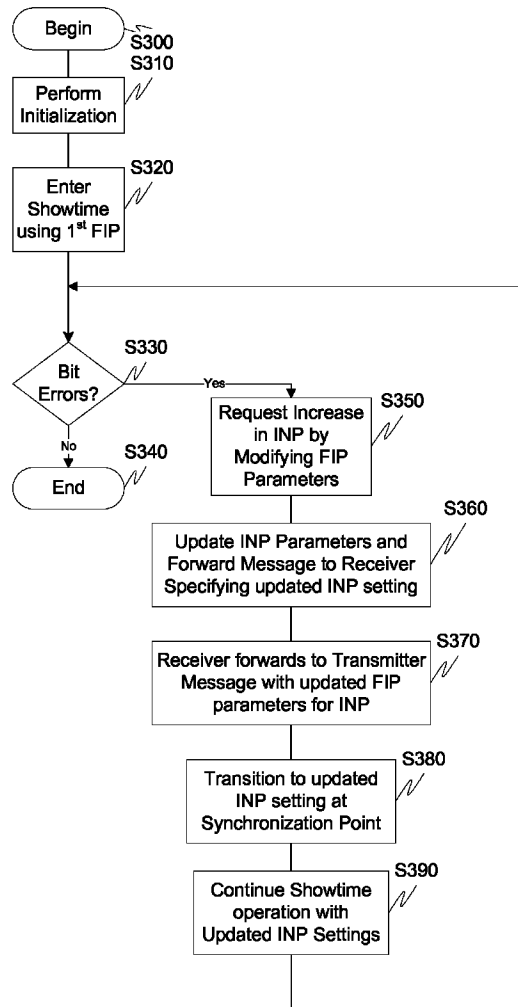 Begin
S300
S310
Perform
Initialization
S320
Enter
Showtime
using 1st FIP
S330
Bit
Errors?
Yes
No
S340
End
S350
Request Increase
in INP by
Modifying FIP
Parameters
S360
Update INP Parameters and
Forward Message to Receiver
Specifying updated INP setting
S370
Receiver forwards to Transmitter
Message with updated FIP
parameters for INP
S380
Transition to updated
INP setting at
Synchronization Point
S390
Continue Showtime
operation with
Updated INP Settings